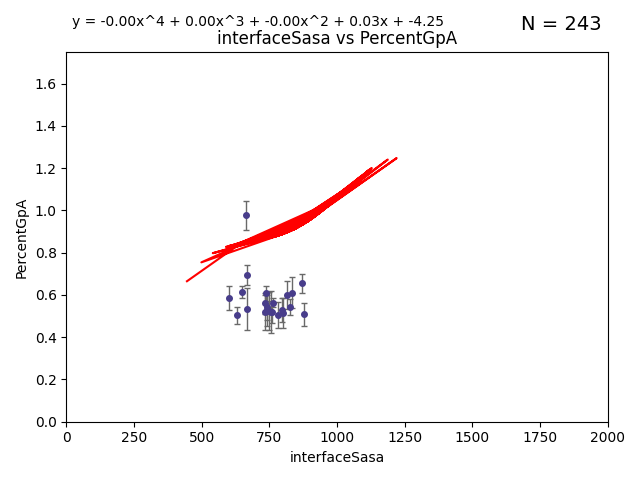 y = -0.00x^4 + 0.00x^3 + -0.00x^2 + 0.03x + -4.25
N = 243
interfaceSasa vs PercentGpA
PercentGpA
1.6
1.4
1.2
1.0
0.8
0.6
0.4
0.2
0.0
0 250 500 750 1000 1250 1500 1750 2000
interfaceSasa